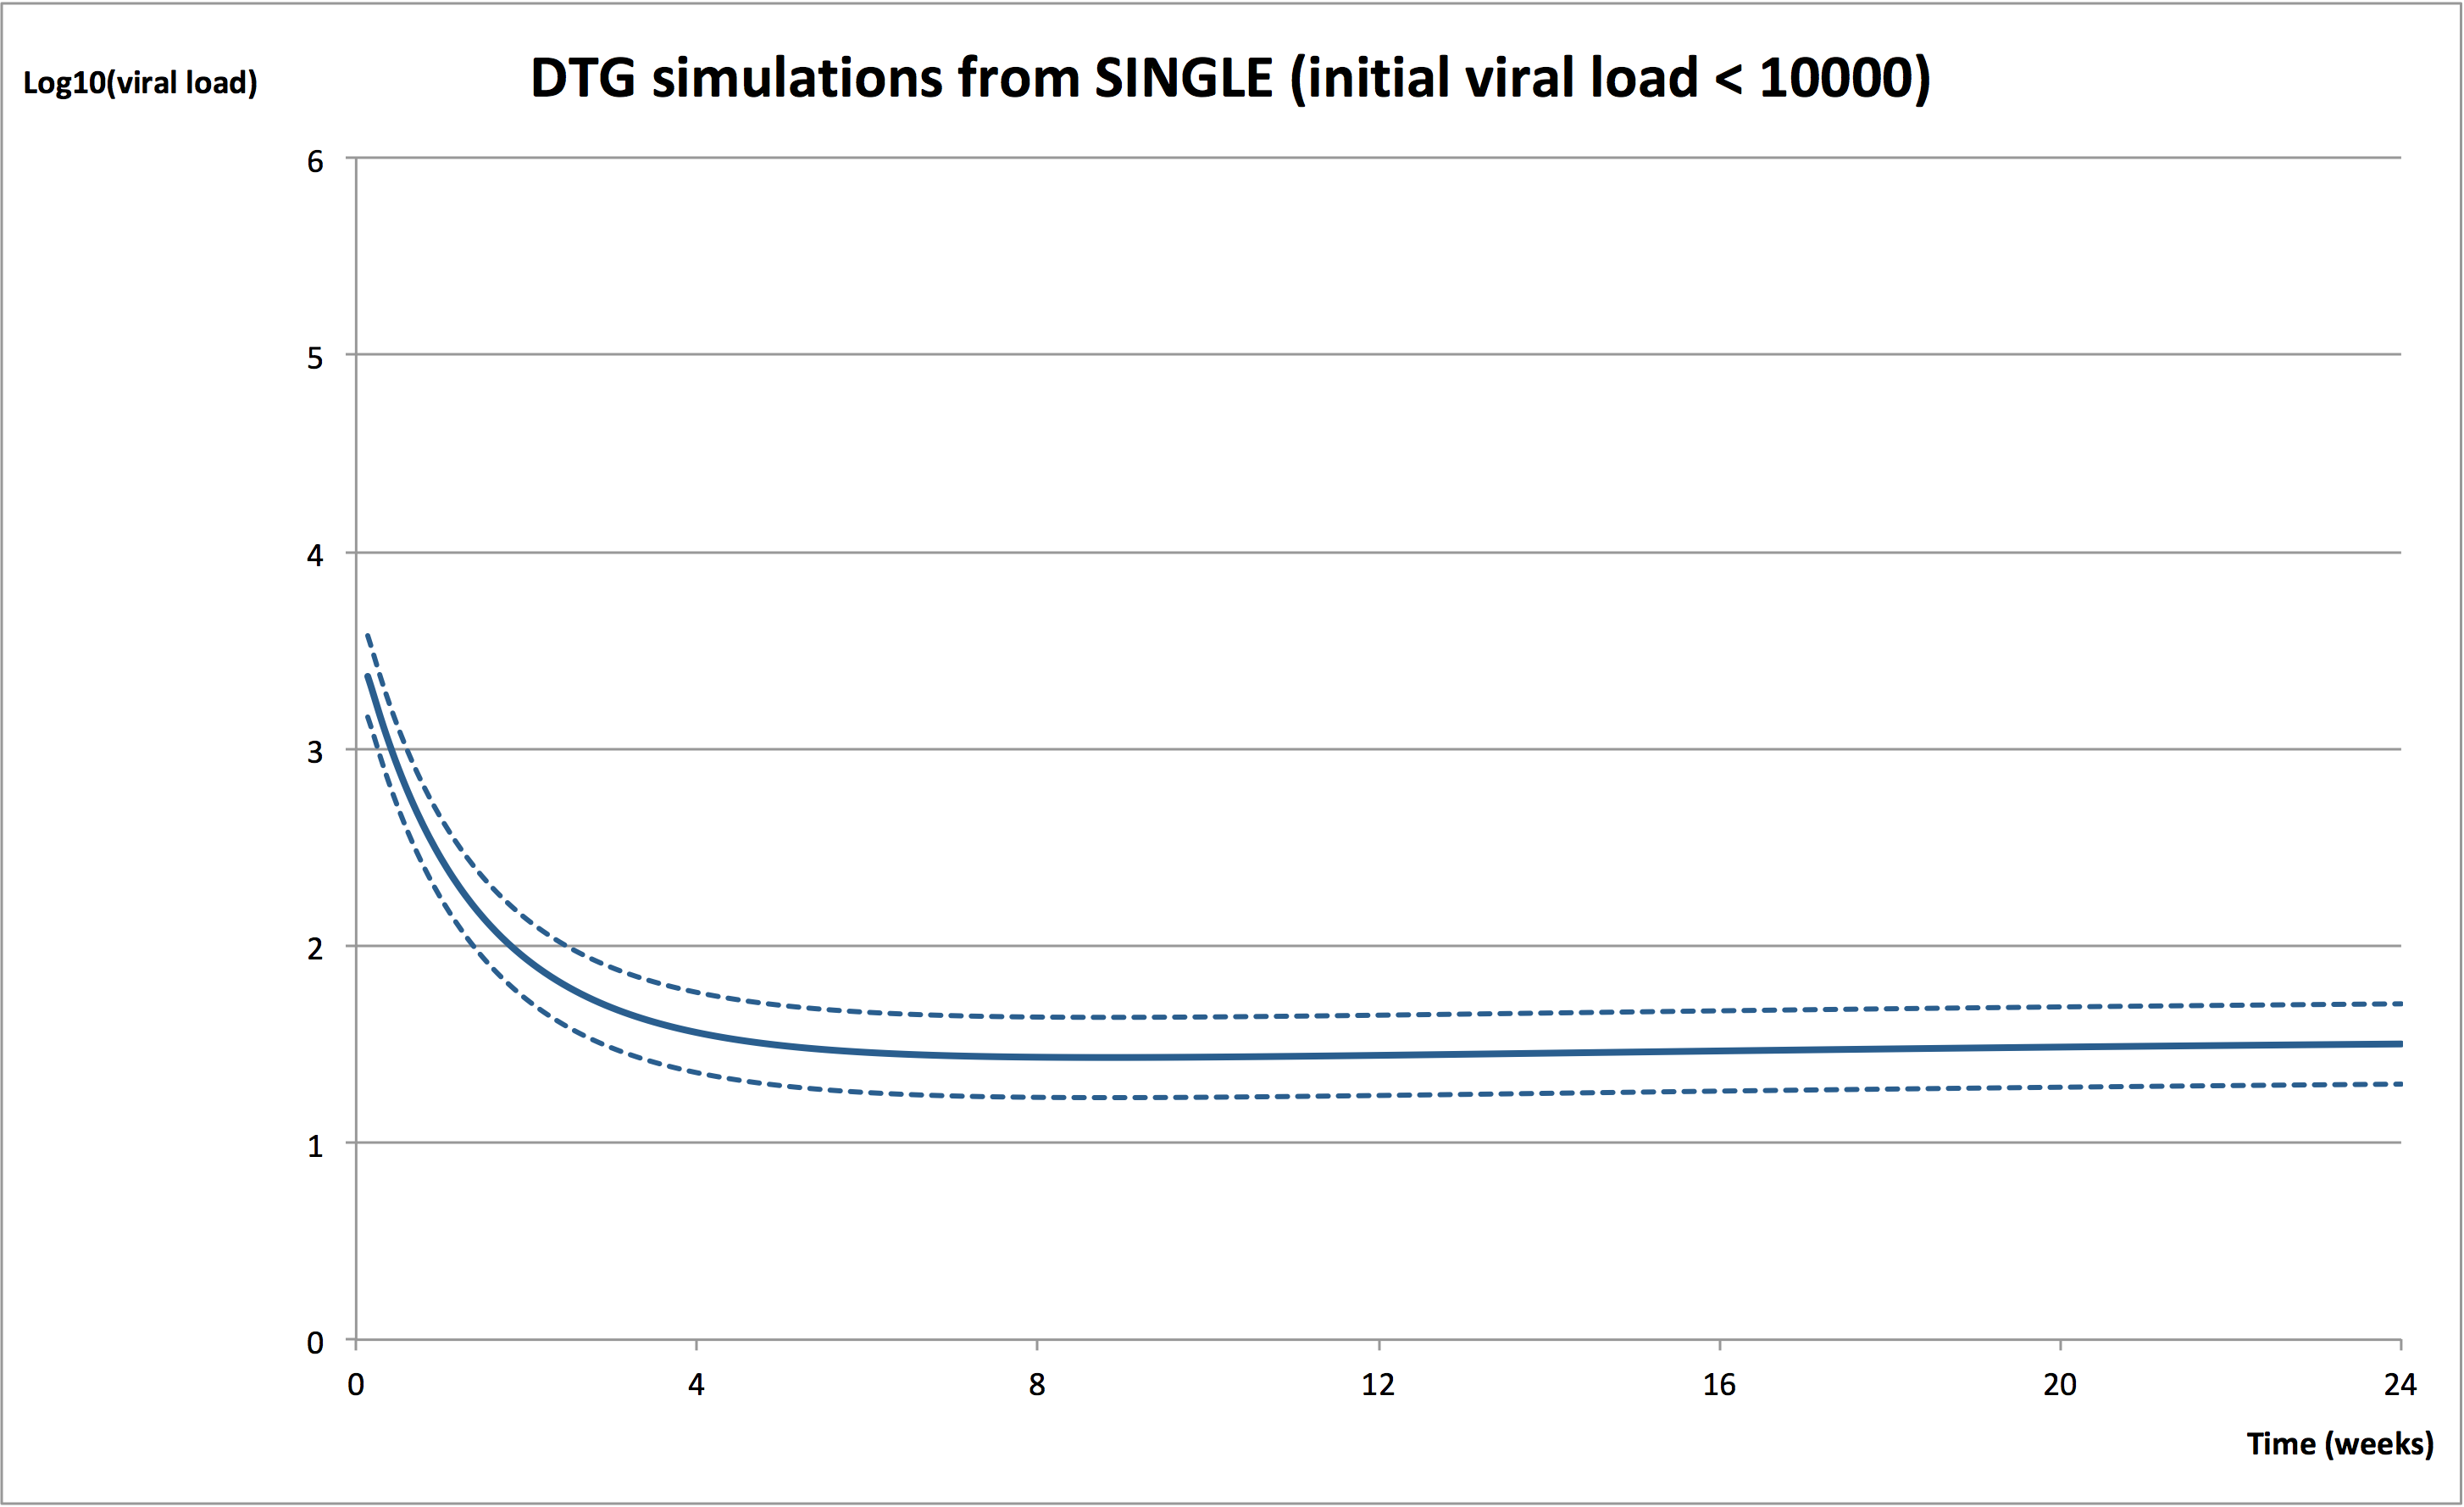 DTG simulations from SINGLE (initial viral load < 10000)
Log10(viral load)
6
5
4
3
2
1
0
0 4 8 12 16 20 24
Time (weeks)